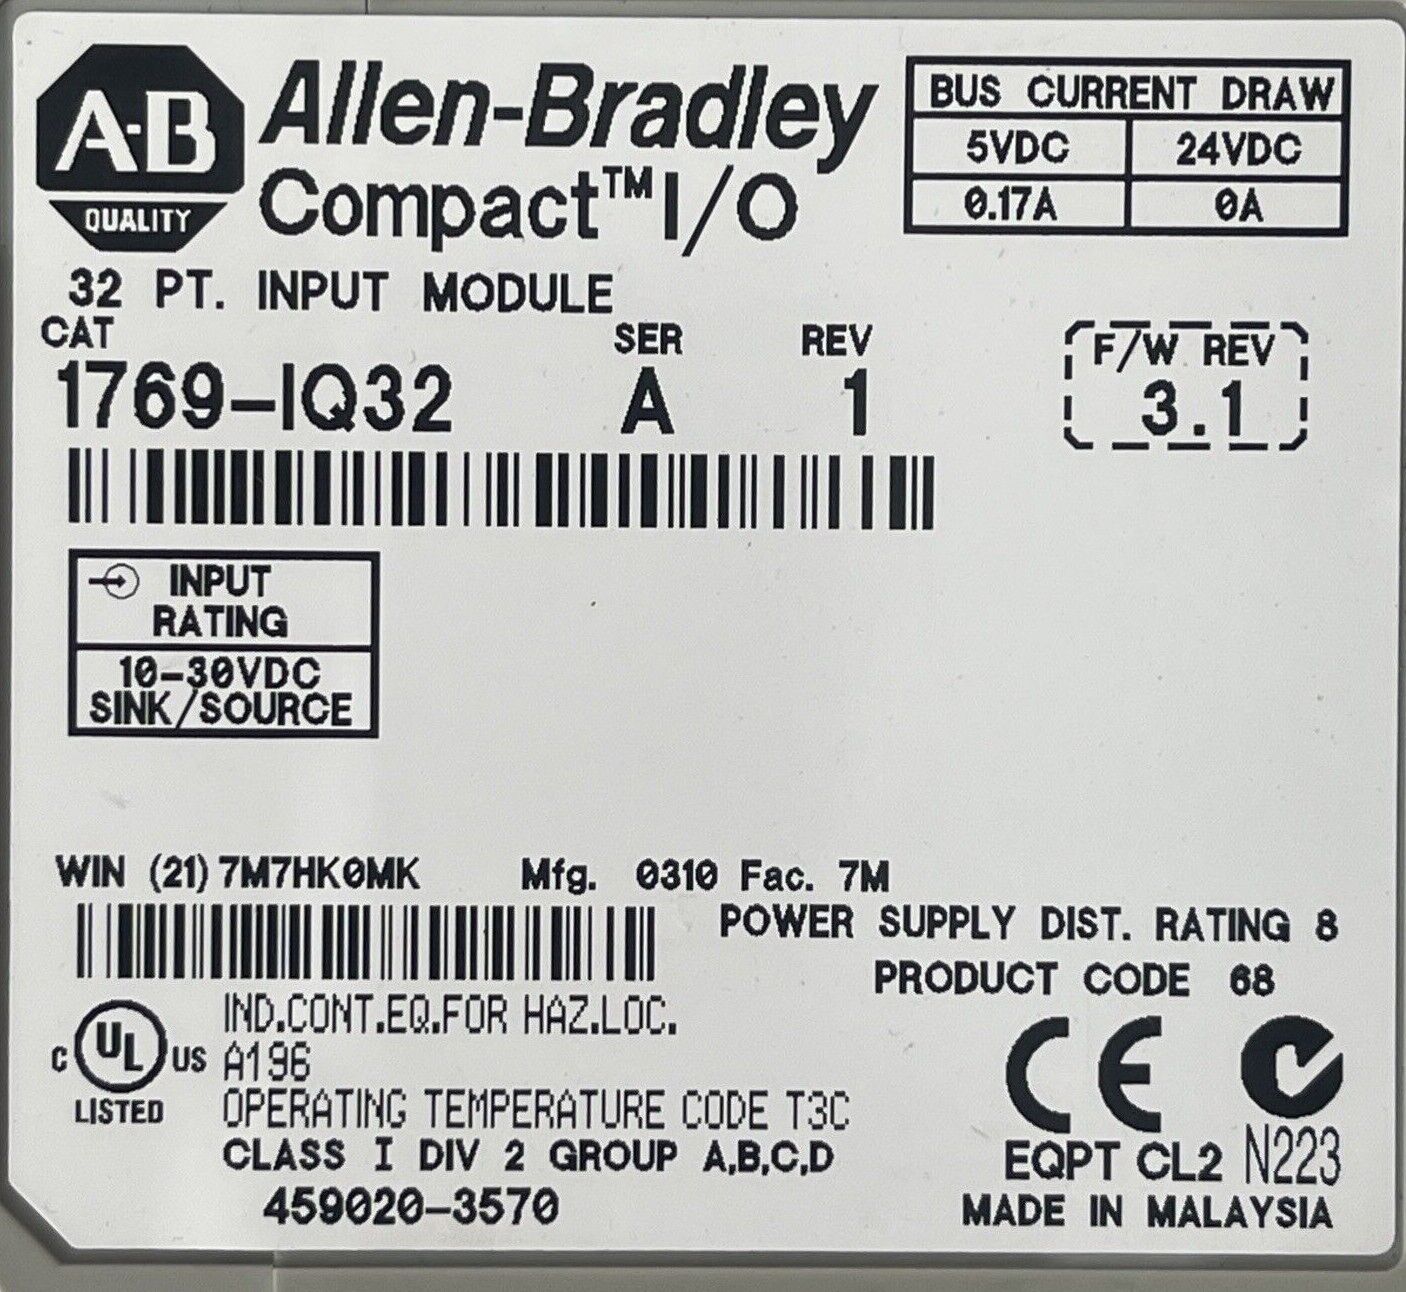 A-B
QUALITY
Allen-Bradley
Compact™ I/O
BUS CURRENT DRAW
5VDC 24VDC
0.17A 0A
32 PT. INPUT MODULE
CAT SER REV
1769-IQ32 A 1
F/W REV
3.1
INPUT
RATING
10-30VDC
SINK/SOURCE
WIN (21) 7M7HK0MK Mfg. 0310 Fac. 7M
POWER SUPPLY DIST. RATING 8
PRODUCT CODE 68
C UL US
LISTED
IND.CONT.EQ.FOR HAZ.LOC.
A196
OPERATING TEMPERATURE CODE T3C
CLASS I DIV 2 GROUP A,B,C,D
459020-3570
CE
EQPT CL2 N223
MADE IN MALAYSIA